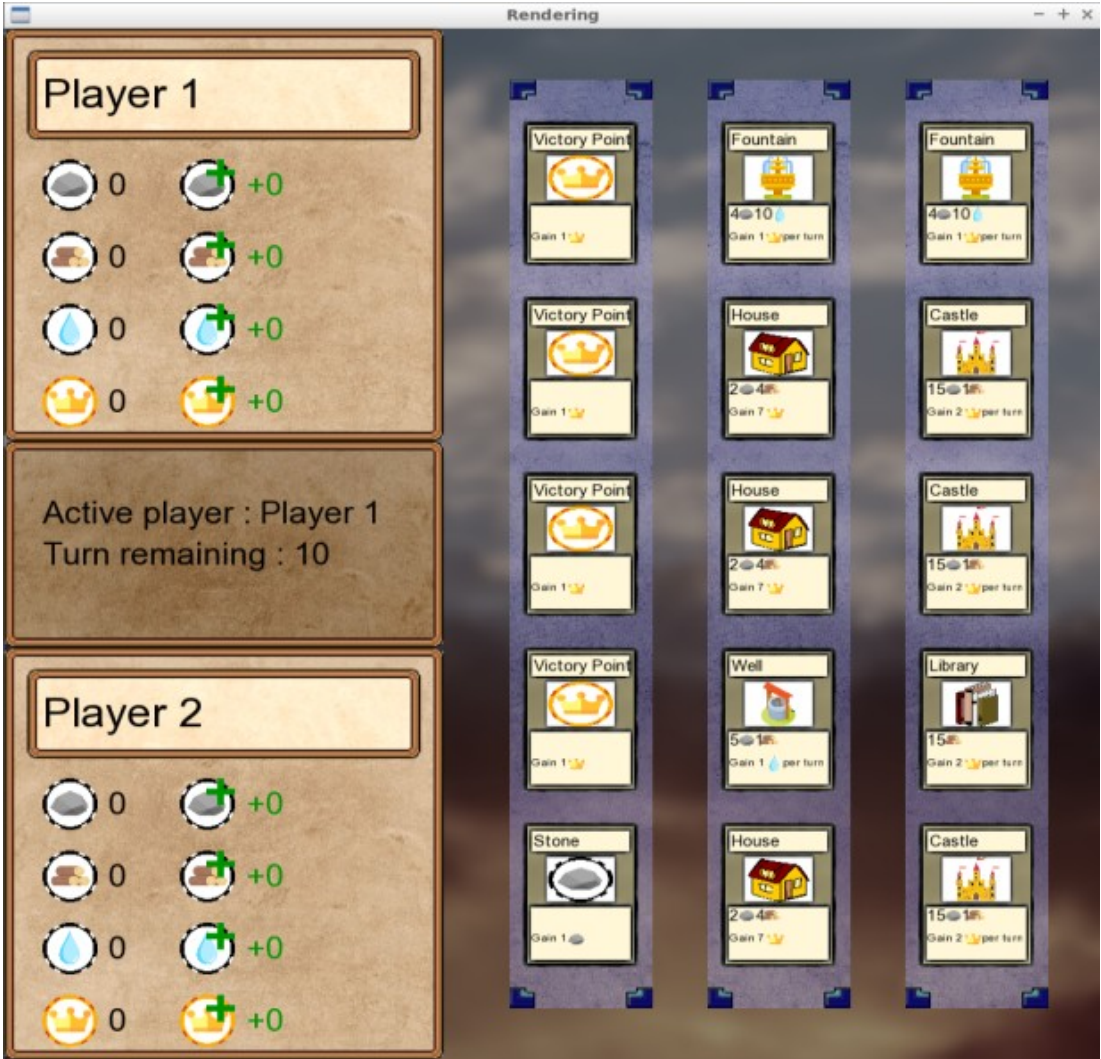 Rendering
Player 1
0 +0
0 +0
0 +0
0 +0
Active player : Player 1
Turn remaining : 10
Player 2
0 +0
0 +0
0 +0
0 +0
Victory Point
Gain 1
Victory Point
Gain 1
Victory Point
Gain 1
Victory Point
Gain 1
Stone
Gain 1
Fountain
4 10
Gain 1 per turn
House
2 4
Gain 7
House
2 4
Gain 7
Well
5 1
Gain 1 per turn
House
2 4
Gain 7
Fountain
4 10
Gain 1 per turn
Castle
15 1
Gain 2 per turn
Castle
15 1
Gain 2 per turn
Library
15
Gain 2 per turn
Castle
15 1
Gain 2 per turn